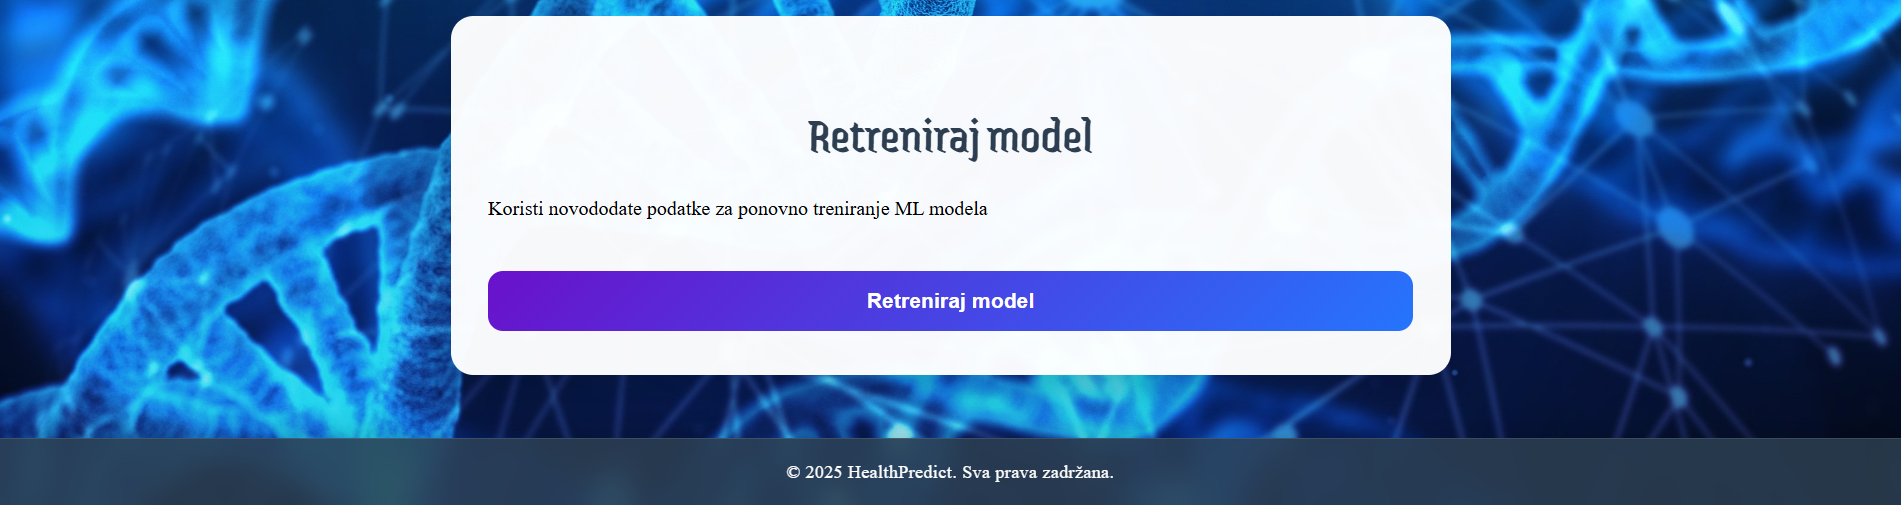 Retreniraj model
Koristi novododate podatke za ponovno treniranje ML modela
Retreniraj model
© 2025 HealthPredict. Sva prava zadržana.